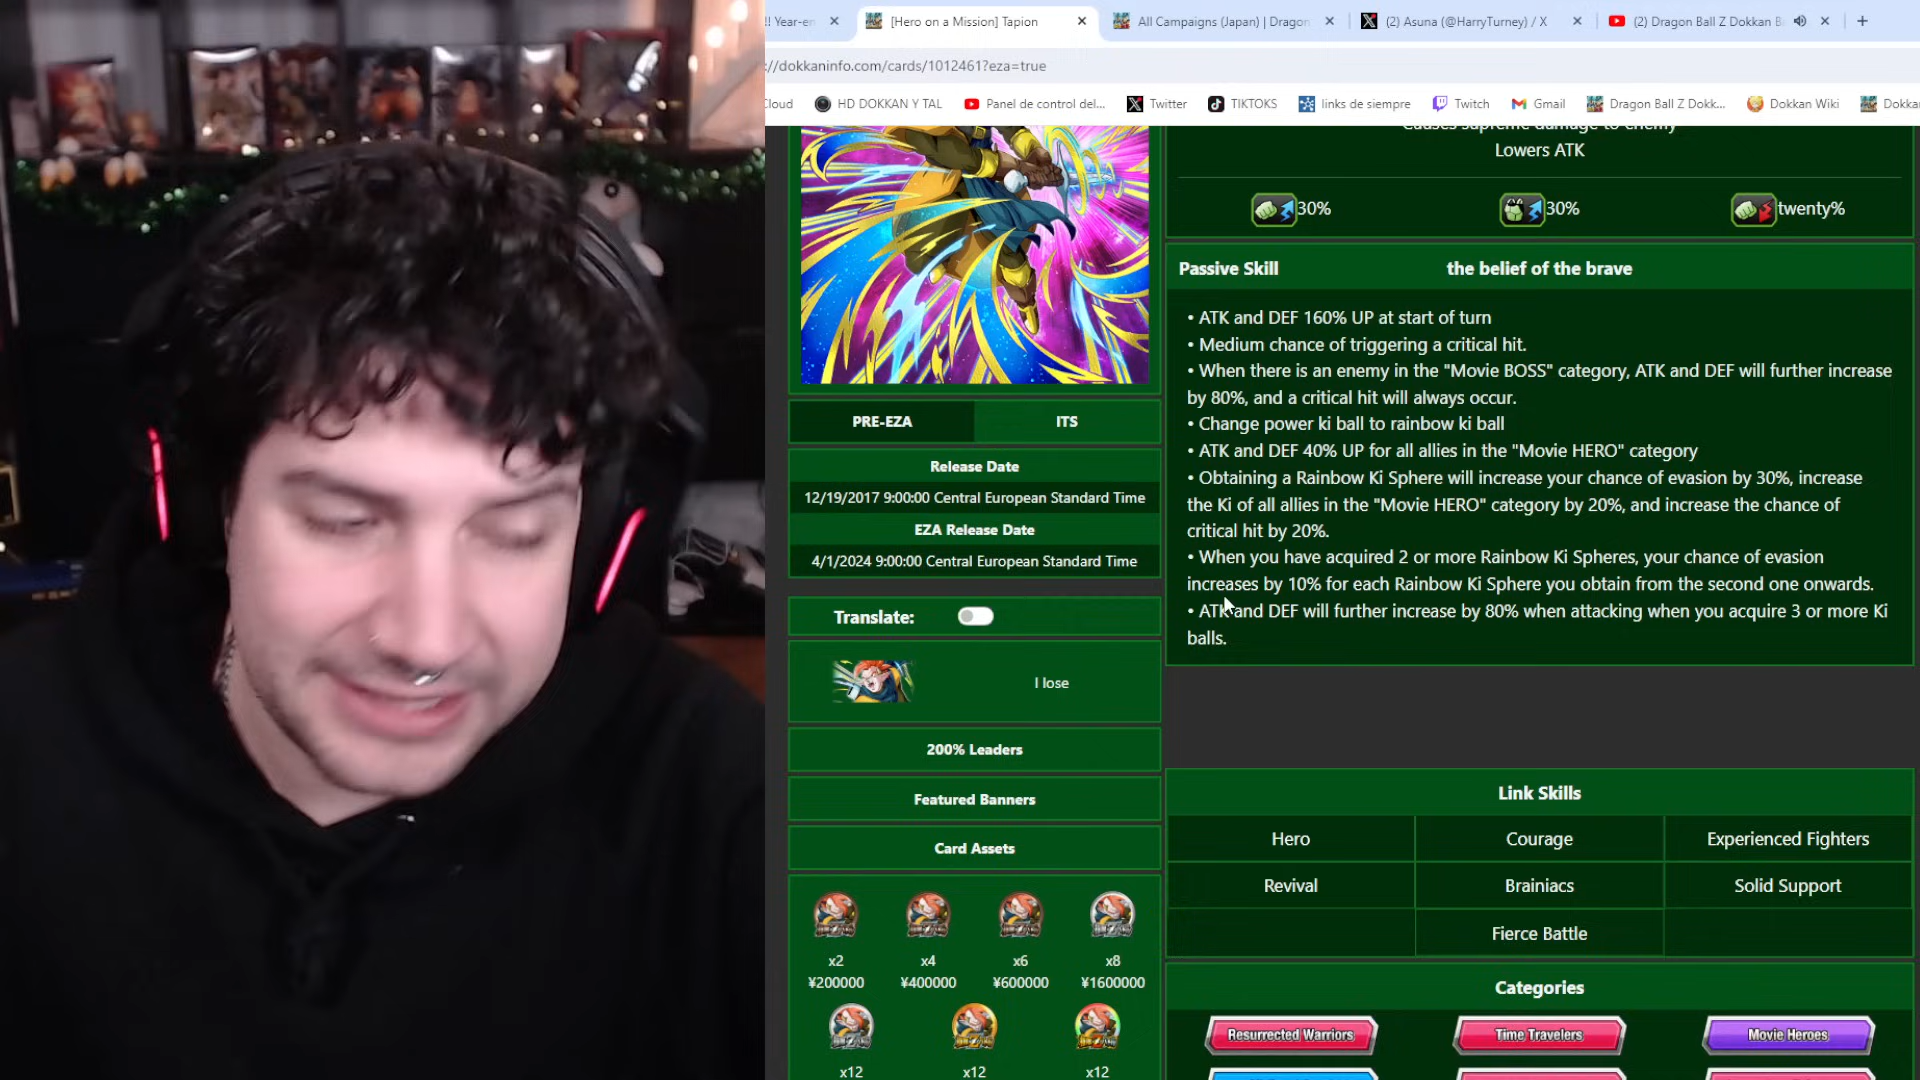 !! Year-en
[Hero on a Mission] Tapion
All Campaigns (Japan) | Dragon
(2) Asuna (@HarryTurney) / X
(2) Dragon Ball Z Dokkan B
://dokkaninfo.com/cards/1012461?eza=true
Cloud
HD DOKKAN Y TAL
Panel de control del...
Twitter
TIKTOKS
links de siempre
Twitch
Gmail
Dragon Ball Z Dokk...
Dokkan Wiki
Dokka
Causes supreme damage to enemy
Lowers ATK
30%
30%
twenty%
Passive Skill
the belief of the brave
• ATK and DEF 160% UP at start of turn
• Medium chance of triggering a critical hit.
• When there is an enemy in the "Movie BOSS" category, ATK and DEF will further increase
by 80%, and a critical hit will always occur.
• Change power ki ball to rainbow ki ball
• ATK and DEF 40% UP for all allies in the "Movie HERO" category
• Obtaining a Rainbow Ki Sphere will increase your chance of evasion by 30%, increase
the Ki of all allies in the "Movie HERO" category by 20%, and increase the chance of
critical hit by 20%.
• When you have acquired 2 or more Rainbow Ki Spheres, your chance of evasion
increases by 10% for each Rainbow Ki Sphere you obtain from the second one onwards.
• ATK and DEF will further increase by 80% when attacking when you acquire 3 or more Ki
balls.
PRE-EZA
ITS
Release Date
12/19/2017 9:00:00 Central European Standard Time
EZA Release Date
4/1/2024 9:00:00 Central European Standard Time
Translate:
I lose
200% Leaders
Featured Banners
Card Assets
x2
x4
x6
x8
¥200000
¥400000
¥600000
¥1600000
x12
x12
x12
Link Skills
Hero
Courage
Experienced Fighters
Revival
Brainiacs
Solid Support
Fierce Battle
Categories
Resurrected Warriors
Time Travelers
Movie Heroes